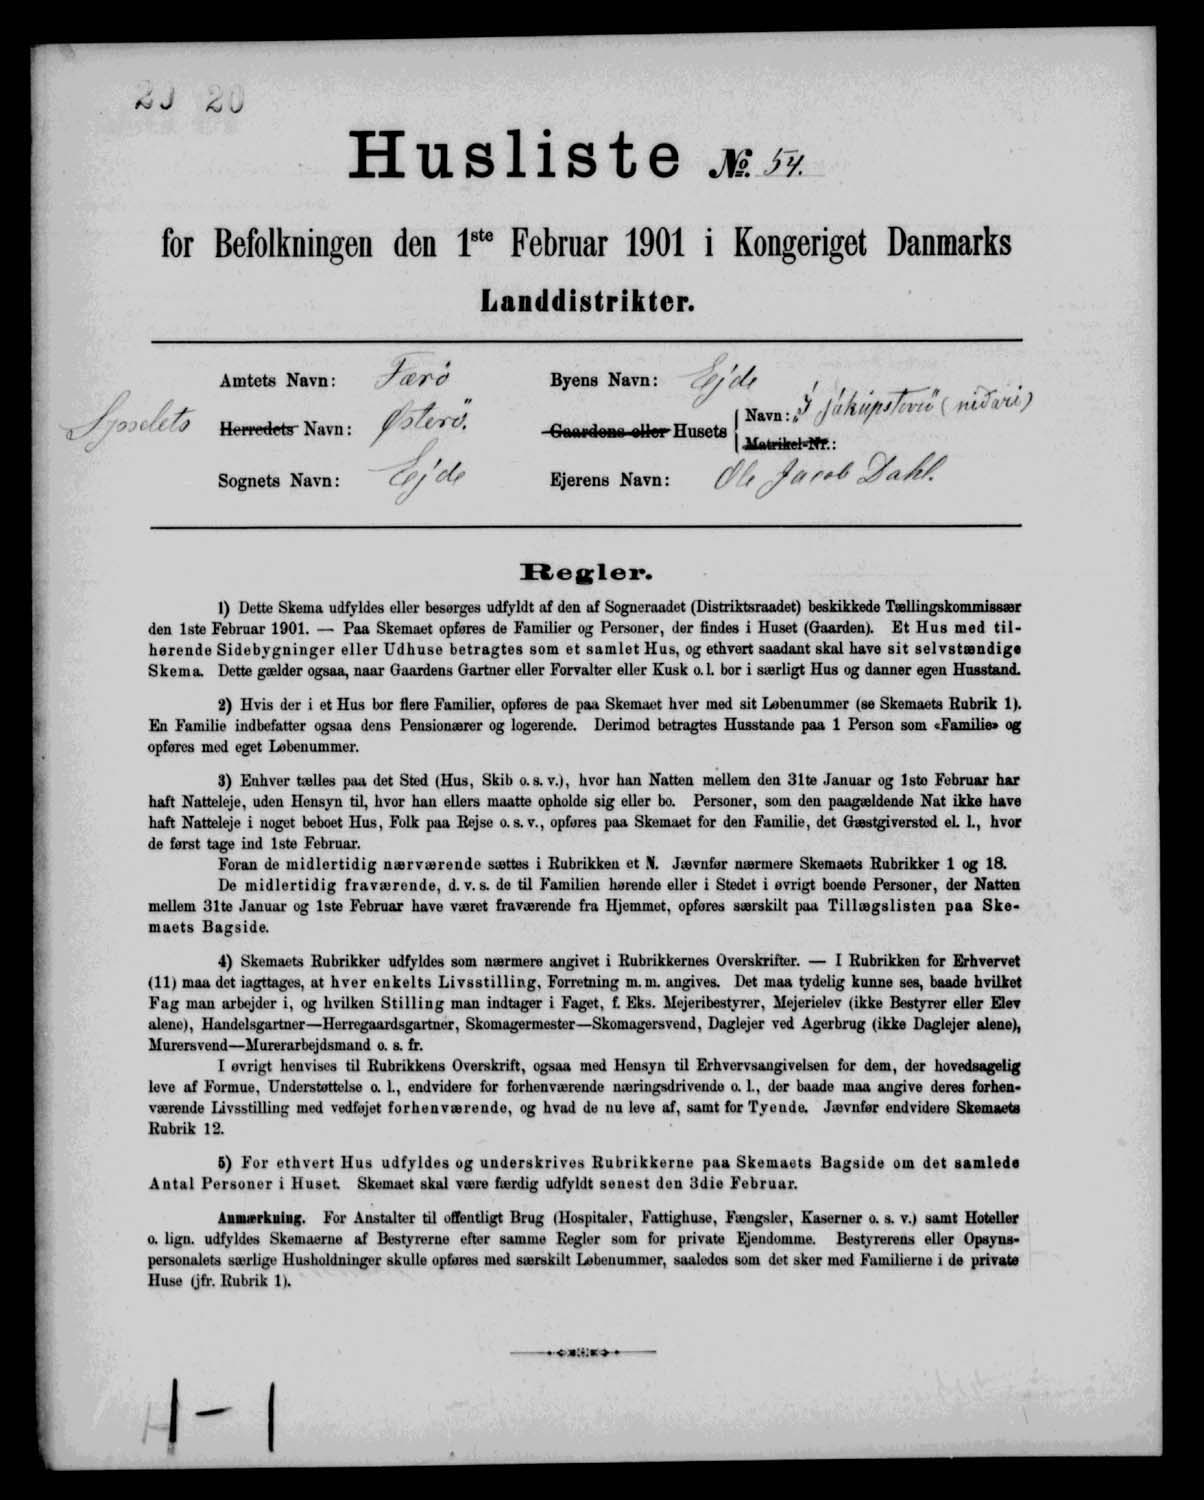 20 20
Husliste No. 54.
for Befolkningen den 1ste Februar 1901 i Kongeriget Danmarks
Landdistrikter.
Amtets Navn: Færö
Sysselets Herredets Navn: Østerö.
Sognets Navn: Ejde
Byens Navn: Ejde
Gaardens eller Husets Navn: Í Jákúpstovu (niðari)
Matrikel-Nr.:
Ejerens Navn: Ole Jacob Dahl.
Regler.
1) Dette Skema udfyldes eller besørges udfyldt af den af Sogneraadet (Distriktsraadet) beskikkede Tællingskommissær
den 1ste Februar 1901. — Paa Skemaet opføres de Familier og Personer, der findes i Huset (Gaarden). Et Hus med til-
hørende Sidebygninger eller Udhuse betragtes som et samlet Hus, og ethvert saadant skal have sit selvstændige
Skema. Dette gælder ogsaa, naar Gaardens Gartner eller Forvalter eller Kusk o. l. bor i særligt Hus og danner egen Husstand.
2) Hvis der i et Hus bor flere Familier, opføres de paa Skemaet hver med sit Løbenummer (se Skemaets Rubrik 1).
En Familie indbefatter ogsaa dens Pensionærer og logerende. Derimod betragtes Husstande paa 1 Person som «Familie» og
opføres med eget Løbenummer.
3) Enhver tælles paa det Sted (Hus, Skib o. s. v.), hvor han Natten mellem den 31te Januar og 1ste Februar har
haft Natteleje, uden Hensyn til, hvor han ellers maatte opholde sig eller bo. Personer, som den paagældende Nat ikke have
haft Natteleje i noget beboet Hus, Folk paa Rejse o. s. v., opføres paa Skemaet for den Familie, det Gæstgiversted el. l., hvor
de først tage ind 1ste Februar.
Foran de midlertidig nærværende sættes i Rubrikken et N. Jævnfør nærmere Skemaets Rubrikker 1 og 18.
De midlertidig fraværende, d. v. s. de til Familien hørende eller i Stedet i øvrigt boende Personer, der Natten
mellem 31te Januar og 1ste Februar have været fraværende fra Hjemmet, opføres særskilt paa Tillægslisten paa Ske-
maets Bagside.
4) Skemaets Rubrikker udfyldes som nærmere angivet i Rubrikkernes Overskrifter. — I Rubrikken for Erhvervet
(11) maa det iagttages, at hver enkelts Livsstilling, Forretning m. m. angives. Det maa tydelig kunne ses, baade hvilket
Fag man arbejder i, og hvilken Stilling man indtager i Faget, f. Eks. Mejeribestyrer, Mejerielev (ikke Bestyrer eller Elev
alene), Handelsgartner—Herregaardsgartner, Skomagermester—Skomagersvend, Daglejer ved Agerbrug (ikke Daglejer alene),
Murersvend—Murerarbejdsmand o. s. fr.
I øvrigt henvises til Rubrikkens Overskrift, ogsaa med Hensyn til Erhvervsangivelsen for dem, der hovedsagelig
leve af Formue, Understøttelse o. l., endvidere for forhenværende næringsdrivende o. l., der baade maa angive deres forhen-
værende Livsstilling med vedføjet forhenværende, og hvad de nu leve af, samt for Tyende. Jævnfør endvidere Skemaets
Rubrik 12.
5) For ethvert Hus udfyldes og underskrives Rubrikkerne paa Skemaets Bagside om det samlede
Antal Personer i Huset. Skemaet skal være færdig udfyldt senest den 3die Februar.
Anmærkning. For Anstalter til offentligt Brug (Hospitaler, Fattighuse, Fængsler, Kaserner o. s. v.) samt Hoteller
o. lign. udfyldes Skemaerne af Bestyrerne efter samme Regler som for private Ejendomme. Bestyrerens eller Opsyns-
personalets særlige Husholdninger skulle opføres med særskilt Løbenummer, saaledes som det sker med Familierne i de private
Huse (jfr. Rubrik 1).
1 - 1